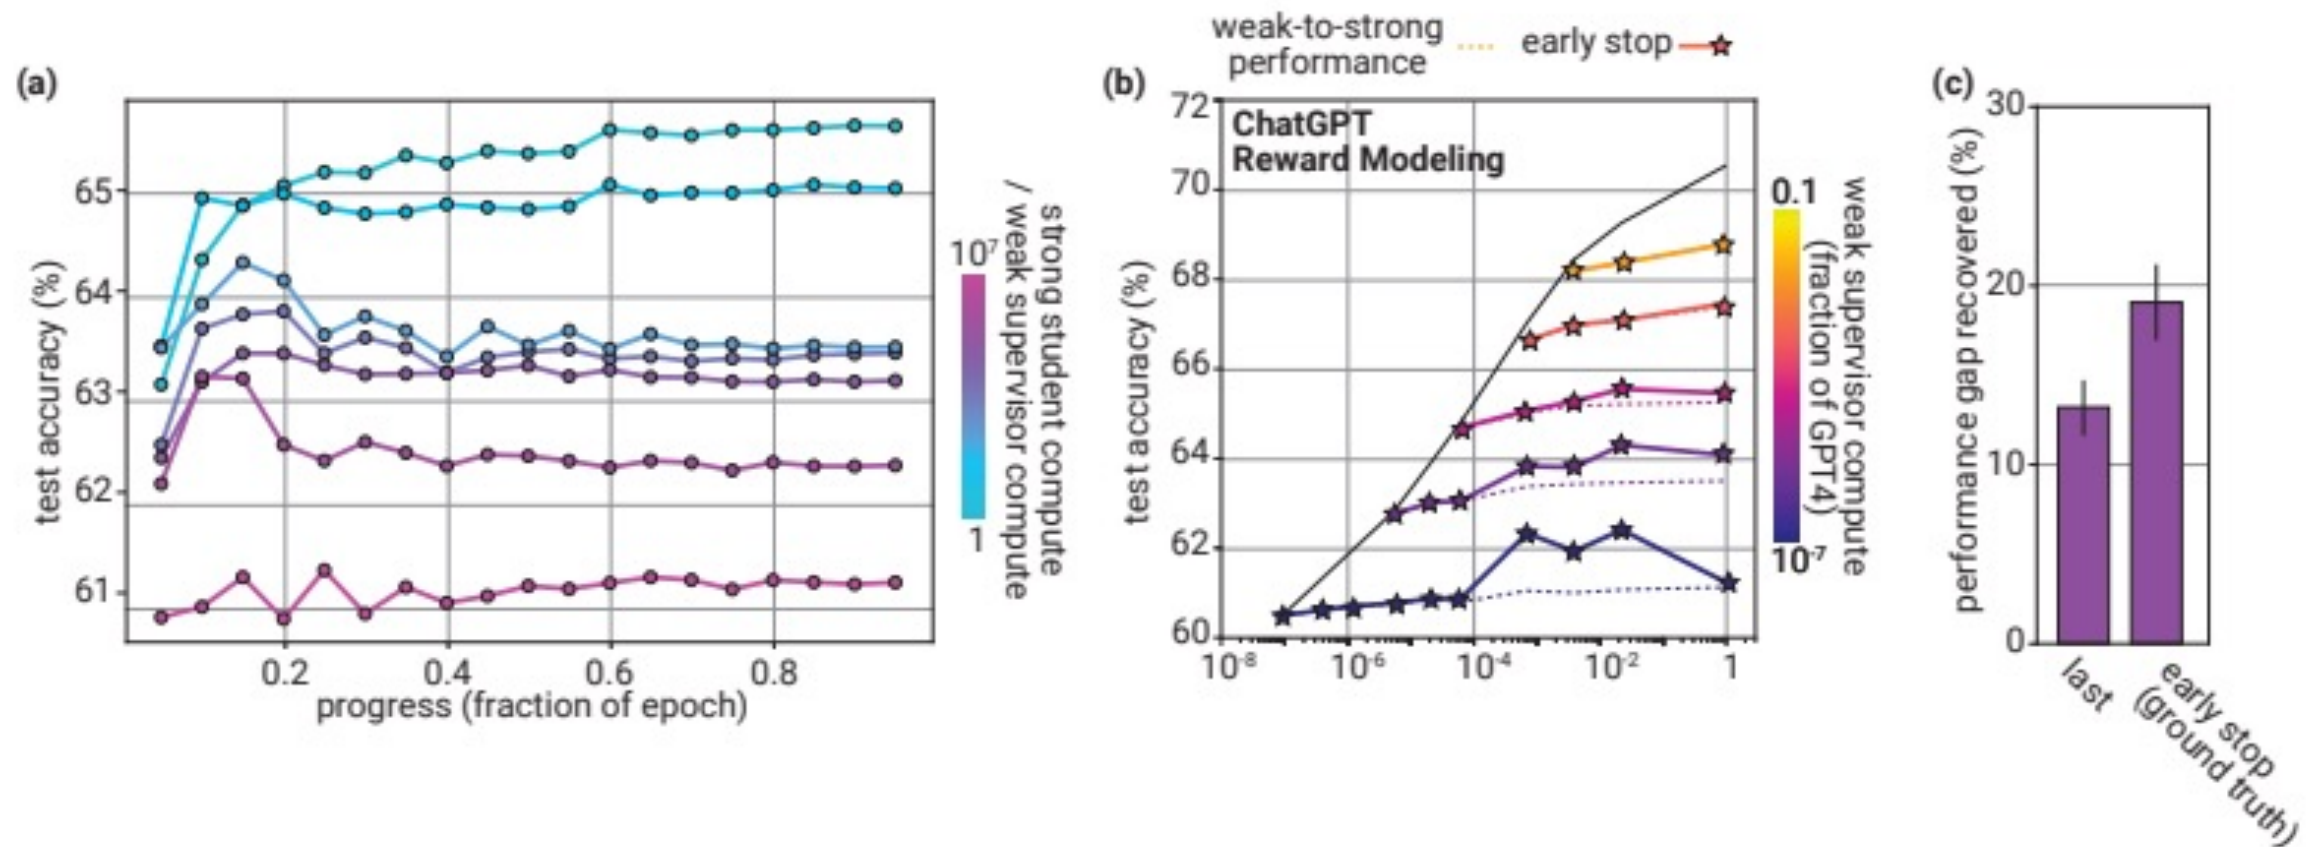 (a)
test accuracy (%)
65
64
63
62
61
0.2 0.4 0.6 0.8
progress (fraction of epoch)
10⁷
1
strong student compute
/ weak supervisor compute
weak-to-strong
performance
early stop
(b)
ChatGPT
Reward Modeling
test accuracy (%)
72
70
68
66
64
62
60
10⁻⁸ 10⁻⁶ 10⁻⁴ 10⁻² 1
0.1
10⁻⁷
weak supervisor compute
(fraction of GPT4)
(c)
performance gap recovered (%)
30
20
10
0
last
early stop
(ground truth)